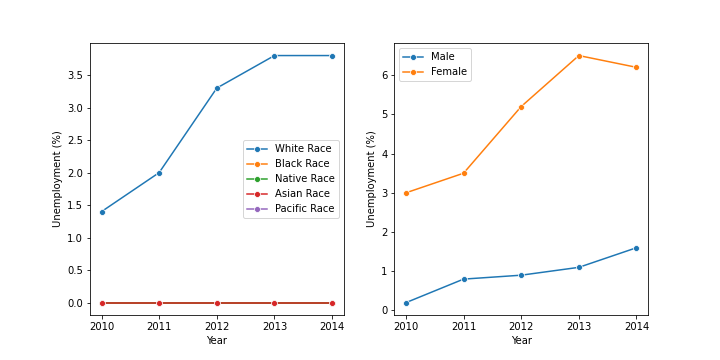 Unemployment (%)
3.5
3.0
2.5
2.0
1.5
1.0
0.5
0.0
White Race
Black Race
Native Race
Asian Race
Pacific Race
2010 2011 2012 2013 2014
Year
Unemployment (%)
6
5
4
3
2
1
0
Male
Female
2010 2011 2012 2013 2014
Year